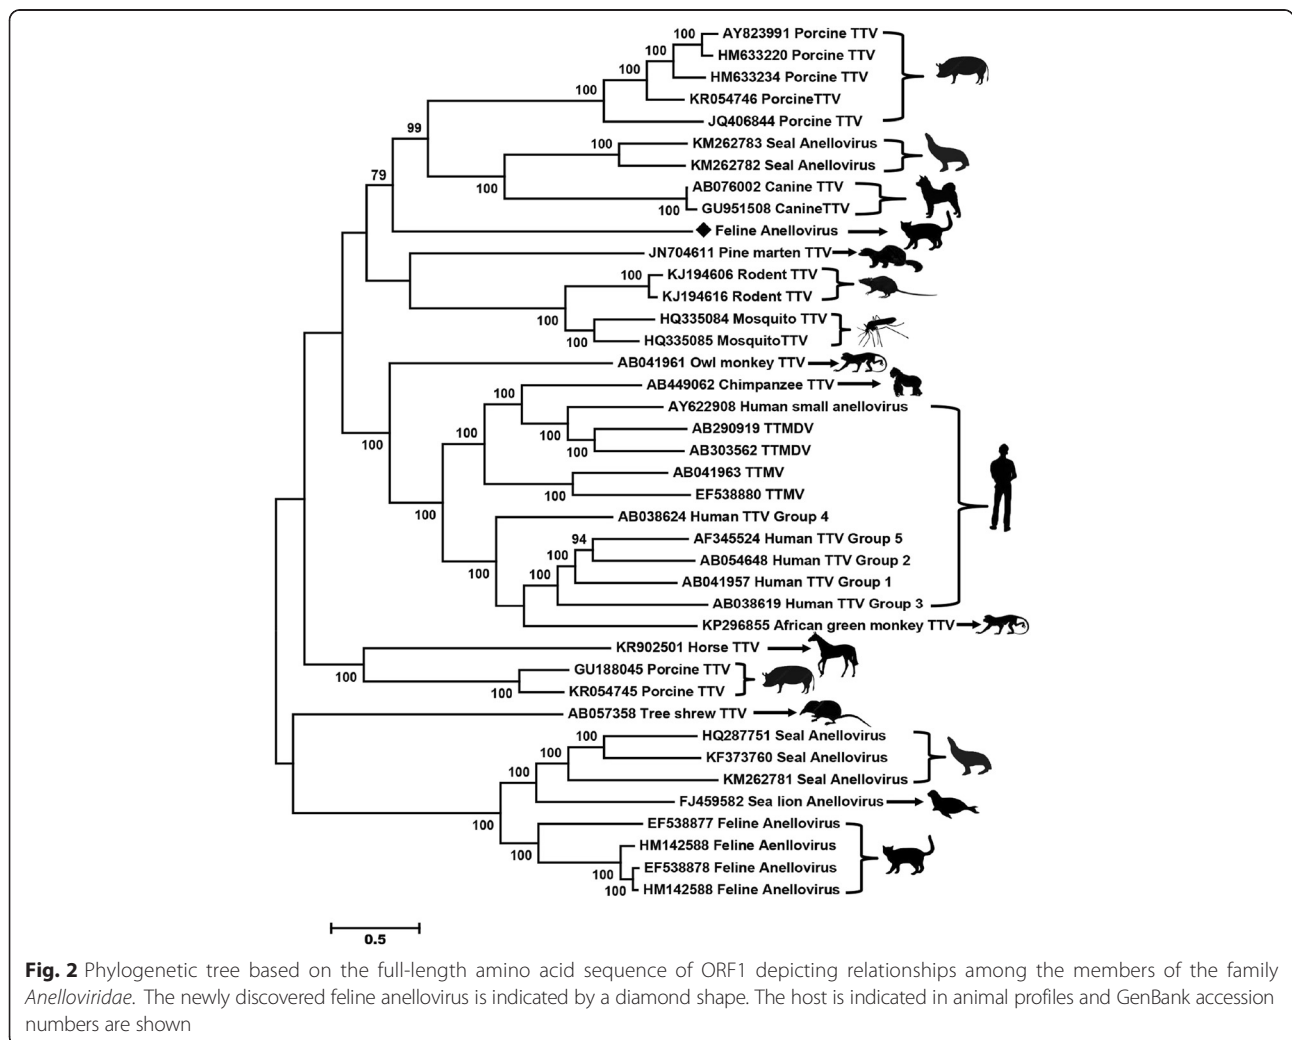 100 AY823991 Porcine TTV
100 HM633220 Porcine TTV
100 HM633234 Porcine TTV
100 KR054746 PorcineTTV
JQ406844 Porcine TTV
99
100 KM262783 Seal Anellovirus
KM262782 Seal Anellovirus
79
100 AB076002 Canine TTV
100 GU951508 CanineTTV
Feline Anellovirus
JN704611 Pine marten TTV
100 KJ194606 Rodent TTV
KJ194616 Rodent TTV
100 HQ335084 Mosquito TTV
100 HQ335085 MosquitoTTV
AB041961 Owl monkey TTV
AB449062 Chimpanzee TTV
100 AY622908 Human small anellovirus
100 100 AB290919 TTMDV
100 100 AB303562 TTMDV
AB041963 TTMV
100 EF538880 TTMV
100 AB038624 Human TTV Group 4
94 AF345524 Human TTV Group 5
100 AB054648 Human TTV Group 2
100 100 AB041957 Human TTV Group 1
AB038619 Human TTV Group 3
KP296855 African green monkey TTV
KR902501 Horse TTV
100 GU188045 Porcine TTV
100 KR054745 Porcine TTV
AB057358 Tree shrew TTV
100 HQ287751 Seal Anellovirus
100 KF373760 Seal Anellovirus
100 KM262781 Seal Anellovirus
FJ459582 Sea lion Anellovirus
100 EF538877 Feline Anellovirus
HM142588 Feline Aenllovirus
100 100 EF538878 Feline Anellovirus
100 HM142588 Feline Anellovirus
0.5
Fig. 2 Phylogenetic tree based on the full-length amino acid sequence of ORF1 depicting relationships among the members of the family
Anelloviridae. The newly discovered feline anellovirus is indicated by a diamond shape. The host is indicated in animal profiles and GenBank accession
numbers are shown